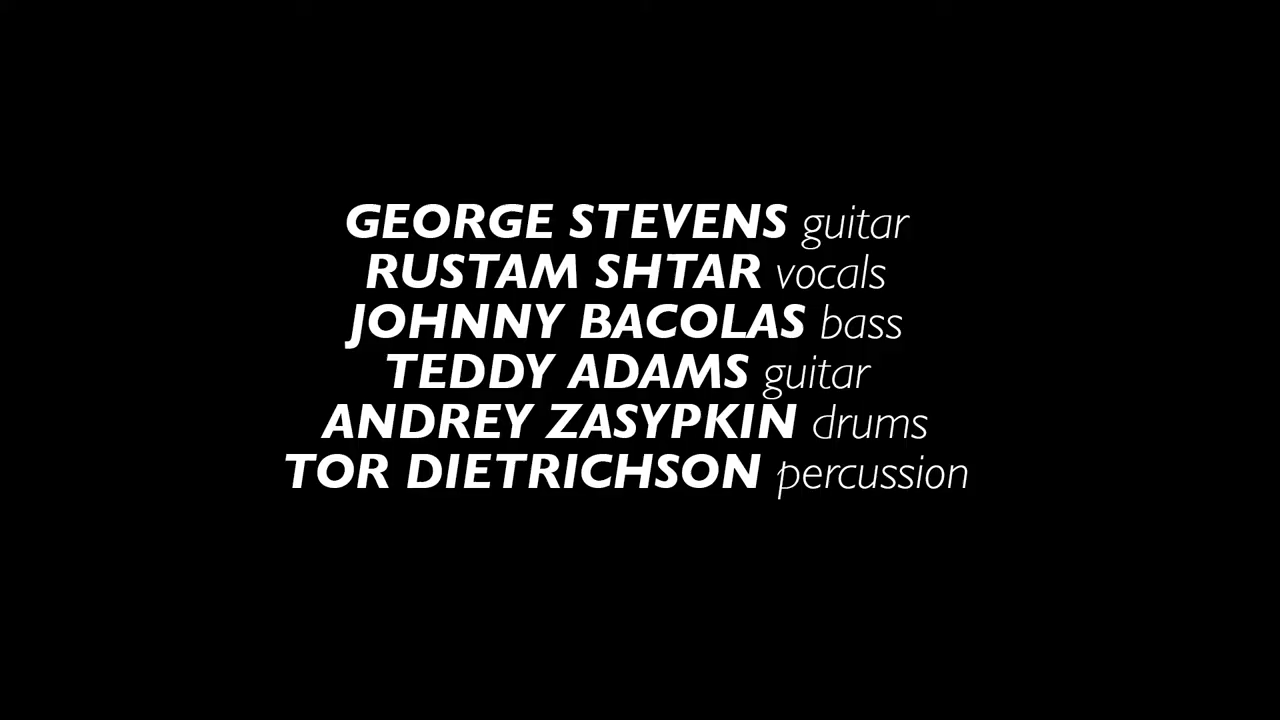 GEORGE STEVENS guitar
RUSTAM SHTAR vocals
JOHNNY BACOLAS bass
TEDDY ADAMS guitar
ANDREY ZASYPKIN drums
TOR DIETRICHSON percussion